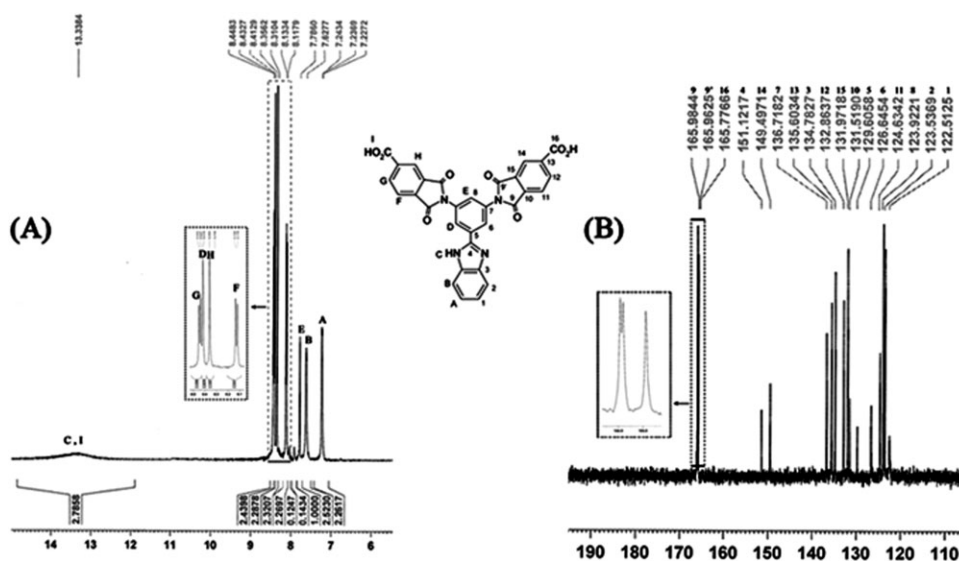 13.3384
8.4483
8.4327
8.4129
8.3562
8.3104
8.1334
8.1179
7.7860
7.6277
7.2434
7.2369
7.2272
(A)
G
DH
F
E
B
A
C , I
2.7858
2.4398
2.2878
2.3207
2.2697
0.1247
0.1434
1.0000
2.5230
2.2617
14 13 12 11 10 9 8 7 6
I
HO₂C
H
G
F
O
O
N
E
8
D
7
6
5
N
O
O
9'
9
15
14
13
12
11
10
16
CO₂H
C
HN
4
N
3
B
2
A
1
9 165.9844
9' 165.9625
16 165.7766
4 151.1217
14 149.4971
7 136.7182
13 135.6034
3 134.7827
12 132.8637
15 131.9718
10 131.5190
5 129.6058
6 126.6454
11 124.6342
8 123.9221
2 123.5369
1 122.5125
(B)
190 180 170 160 150 140 130 120 110